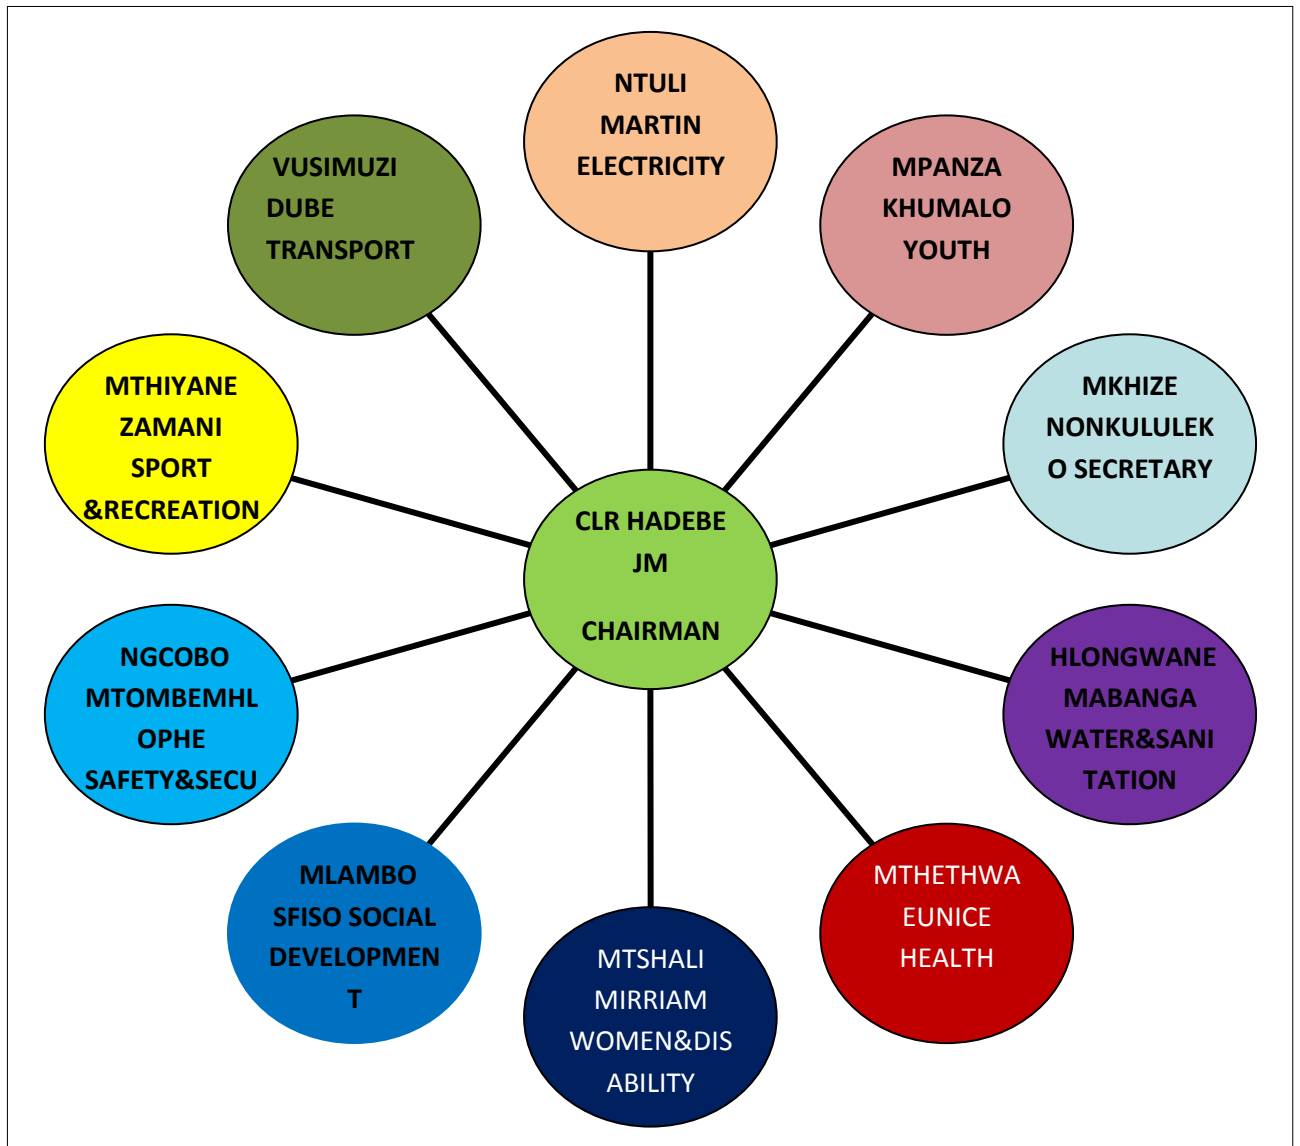 NTULI
MARTIN
ELECTRICITY
MPANZA
KHUMALO
YOUTH
MKHIZE
NONKULULEK
O SECRETARY
HLONGWANE
MABANGA
WATER&SANI
TATION
MTHETHWA
EUNICE
HEALTH
MTSHALI
MIRRIAM
WOMEN&DIS
ABILITY
MLAMBO
SFISO SOCIAL
DEVELOPMEN
T
NGCOBO
MTOMBEMHL
OPHE
SAFETY&SECU
MTHIYANE
ZAMANI
SPORT
&RECREATION
VUSIMUZI
DUBE
TRANSPORT
CLR HADEBE
JM
CHAIRMAN